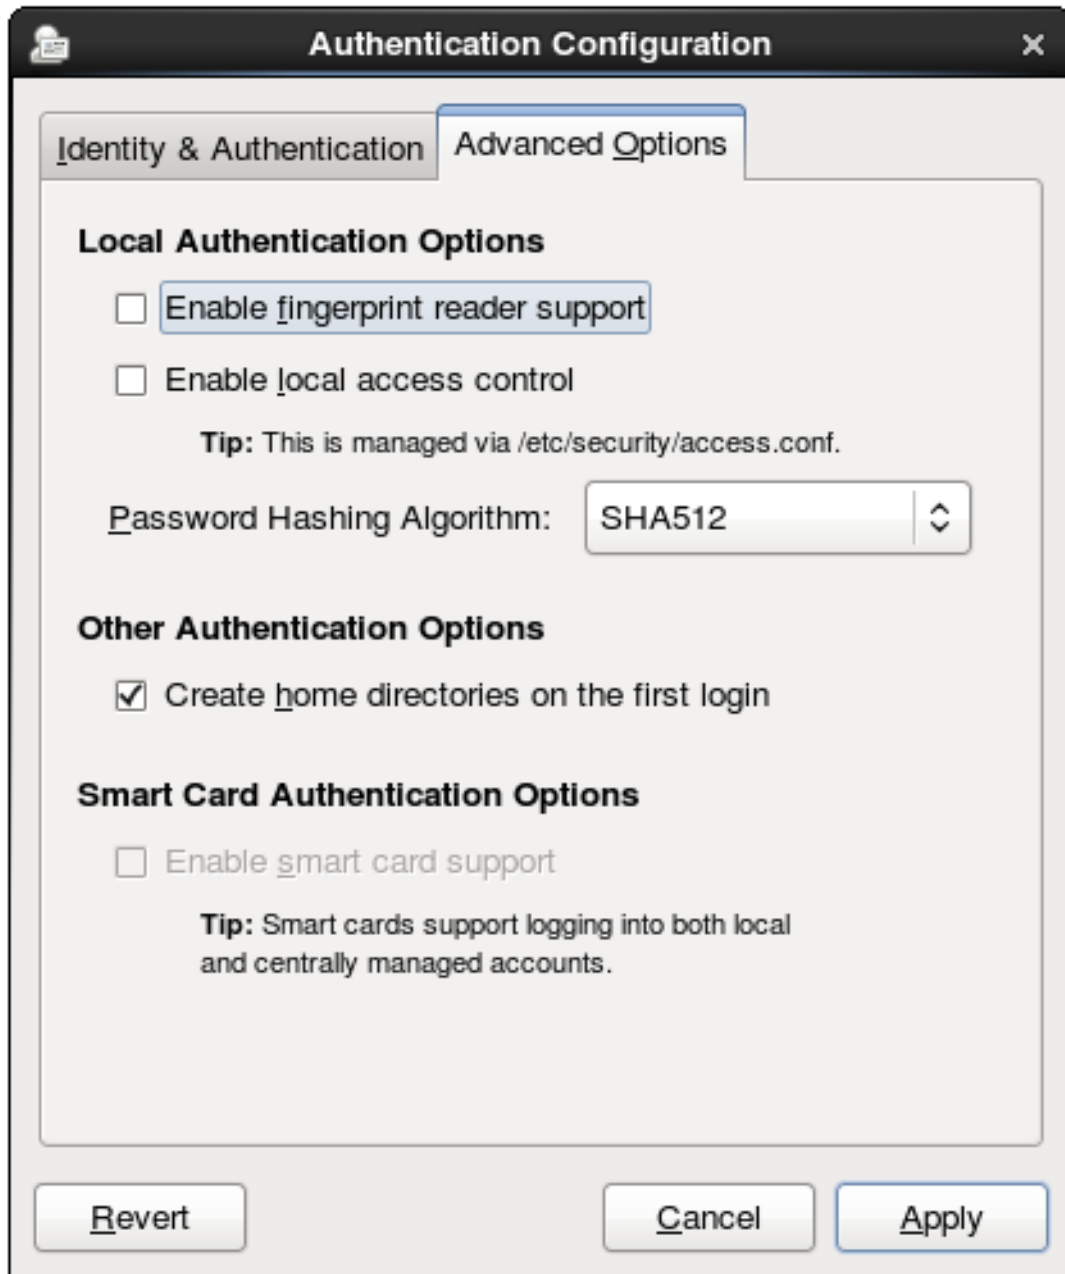 Authentication Configuration
Identity & Authentication
Advanced Options
Local Authentication Options
Enable fingerprint reader support
Enable local access control
Tip: This is managed via /etc/security/access.conf.
Password Hashing Algorithm: SHA512
Other Authentication Options
Create home directories on the first login
Smart Card Authentication Options
Enable smart card support
Tip: Smart cards support logging into both local
and centrally managed accounts.
Revert Cancel Apply